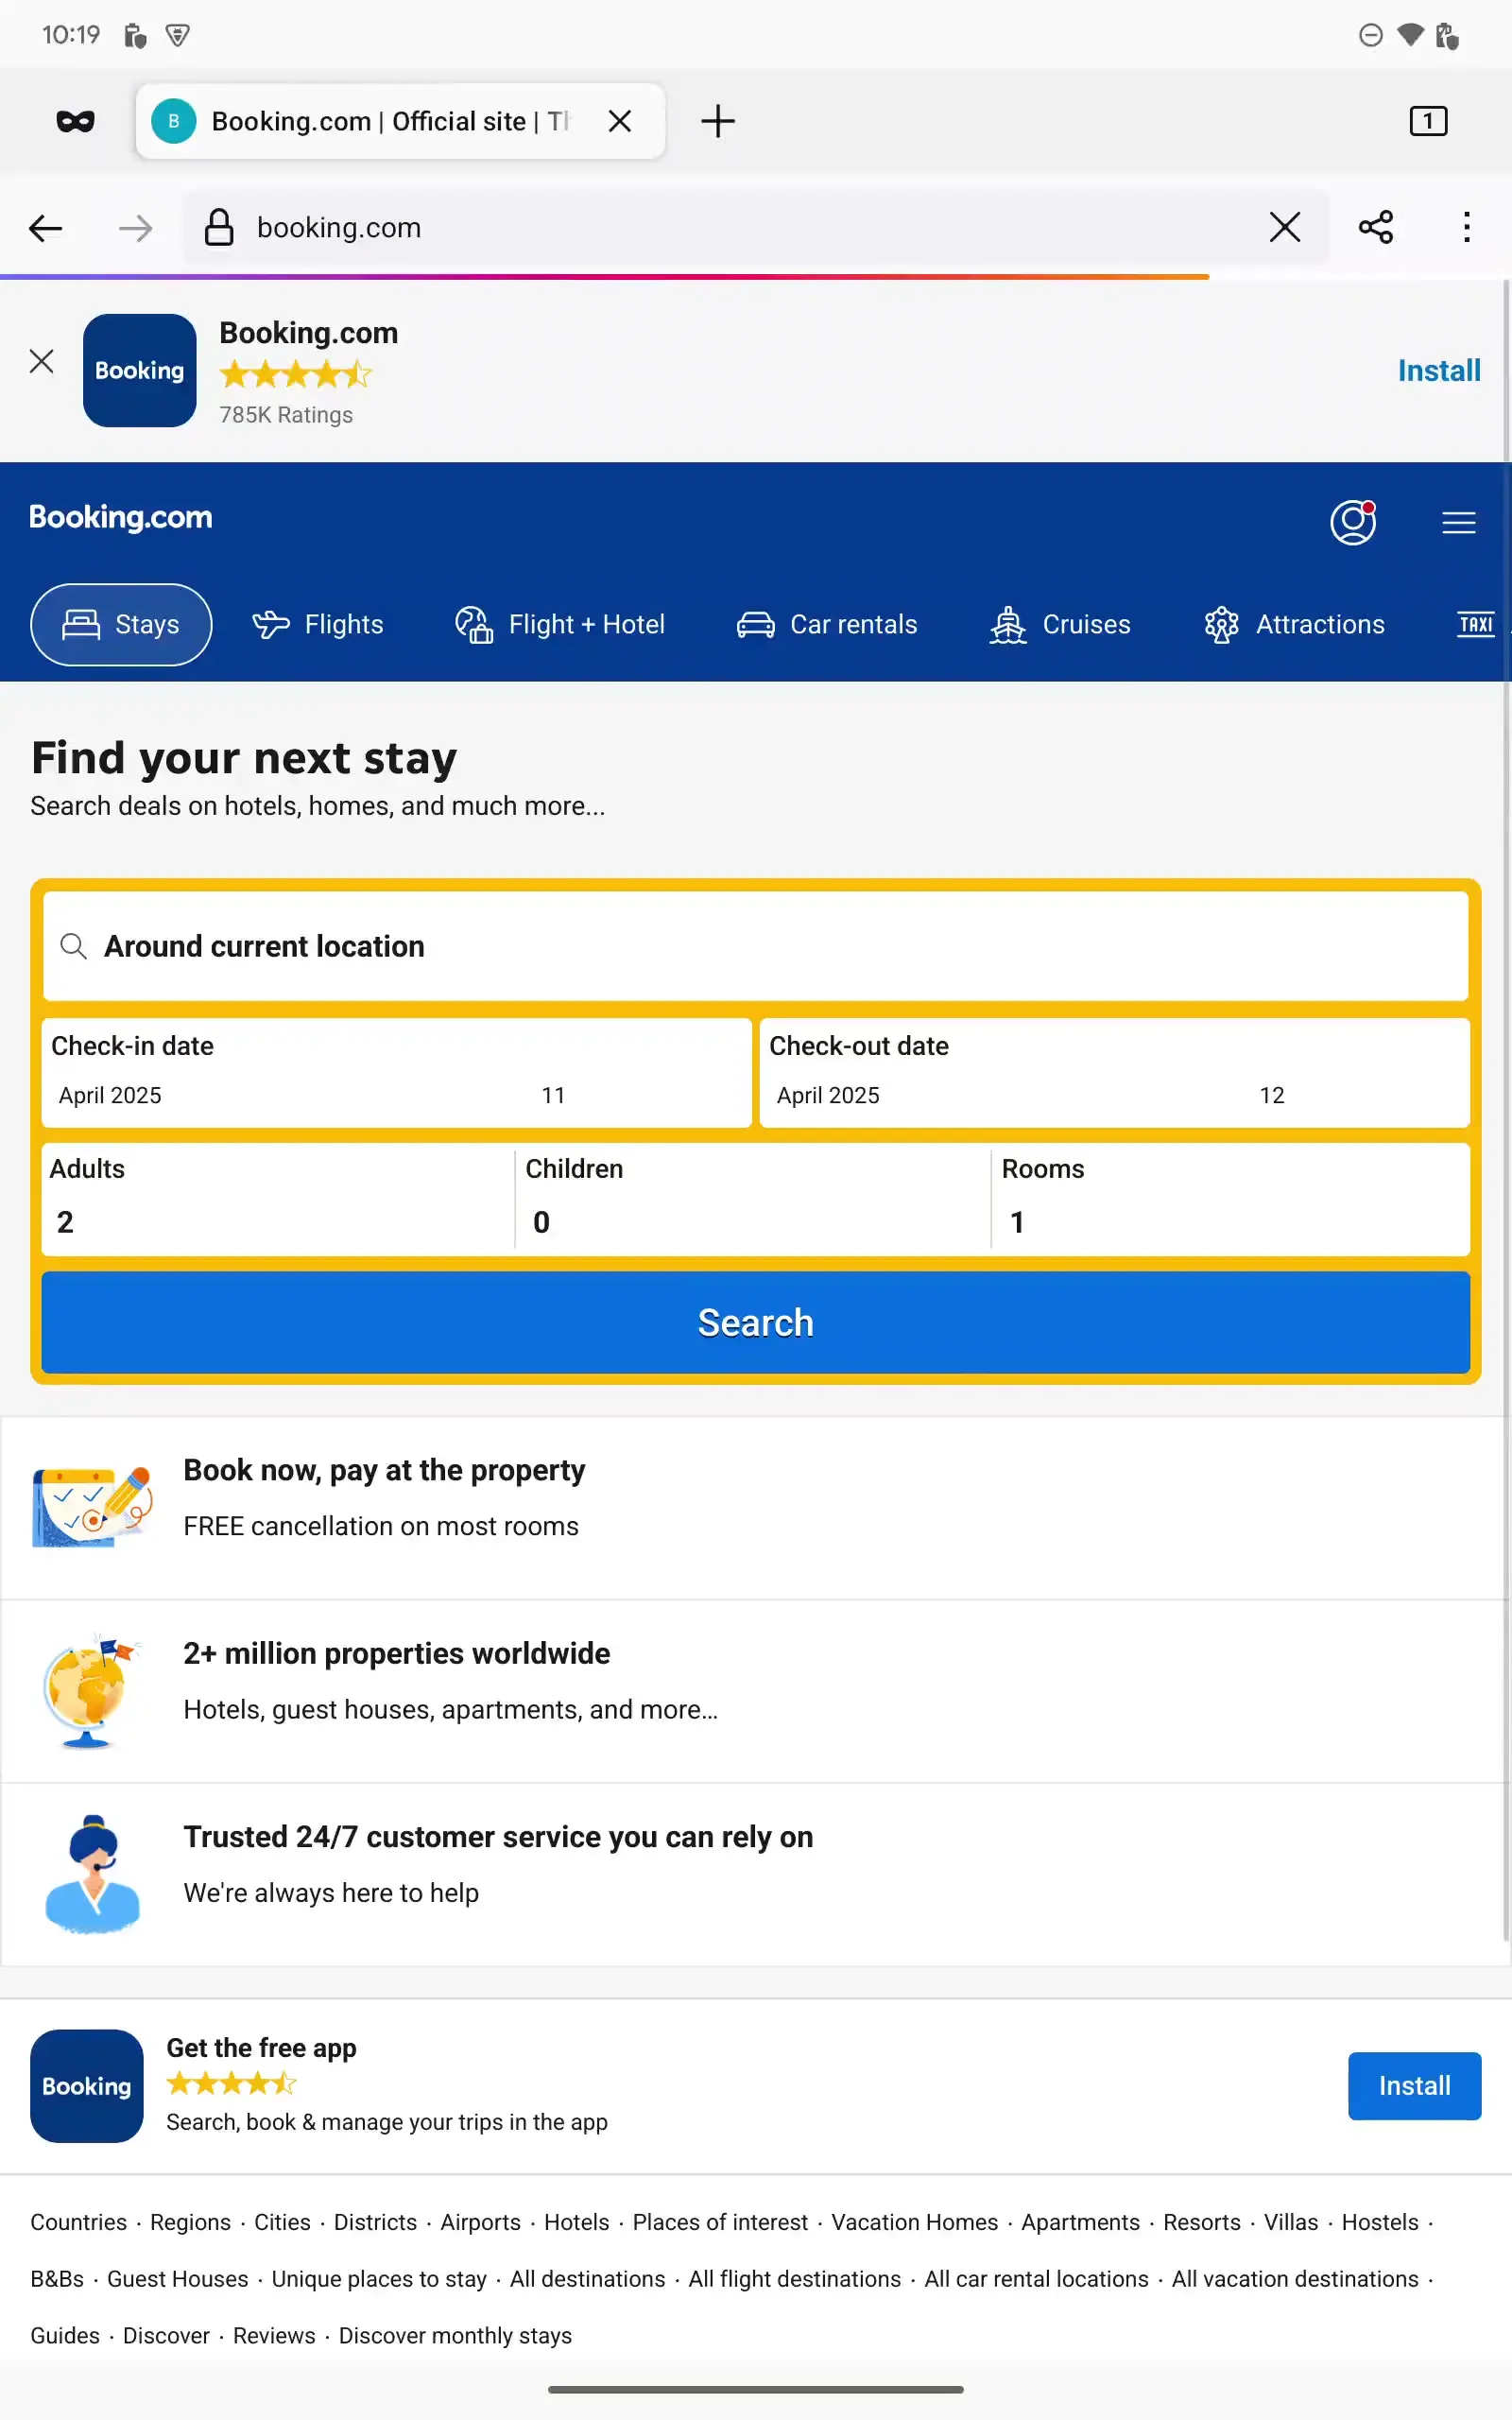 10:19
B Booking.com | Official site | Th
1
booking.com
Booking
Booking.com
785K Ratings
Install
Booking.com
Stays Flights Flight + Hotel Car rentals Cruises Attractions TAXI
Find your next stay
Search deals on hotels, homes, and much more...
Around current location
Check-in date Check-out date
April 2025 11 April 2025 12
Adults Children Rooms
2 0 1
Search
Book now, pay at the property
FREE cancellation on most rooms
2+ million properties worldwide
Hotels, guest houses, apartments, and more…
Trusted 24/7 customer service you can rely on
We're always here to help
Booking
Get the free app
Search, book & manage your trips in the app
Install
Countries · Regions · Cities · Districts · Airports · Hotels · Places of interest · Vacation Homes · Apartments · Resorts · Villas · Hostels ·
B&Bs · Guest Houses · Unique places to stay · All destinations · All flight destinations · All car rental locations · All vacation destinations ·
Guides · Discover · Reviews · Discover monthly stays